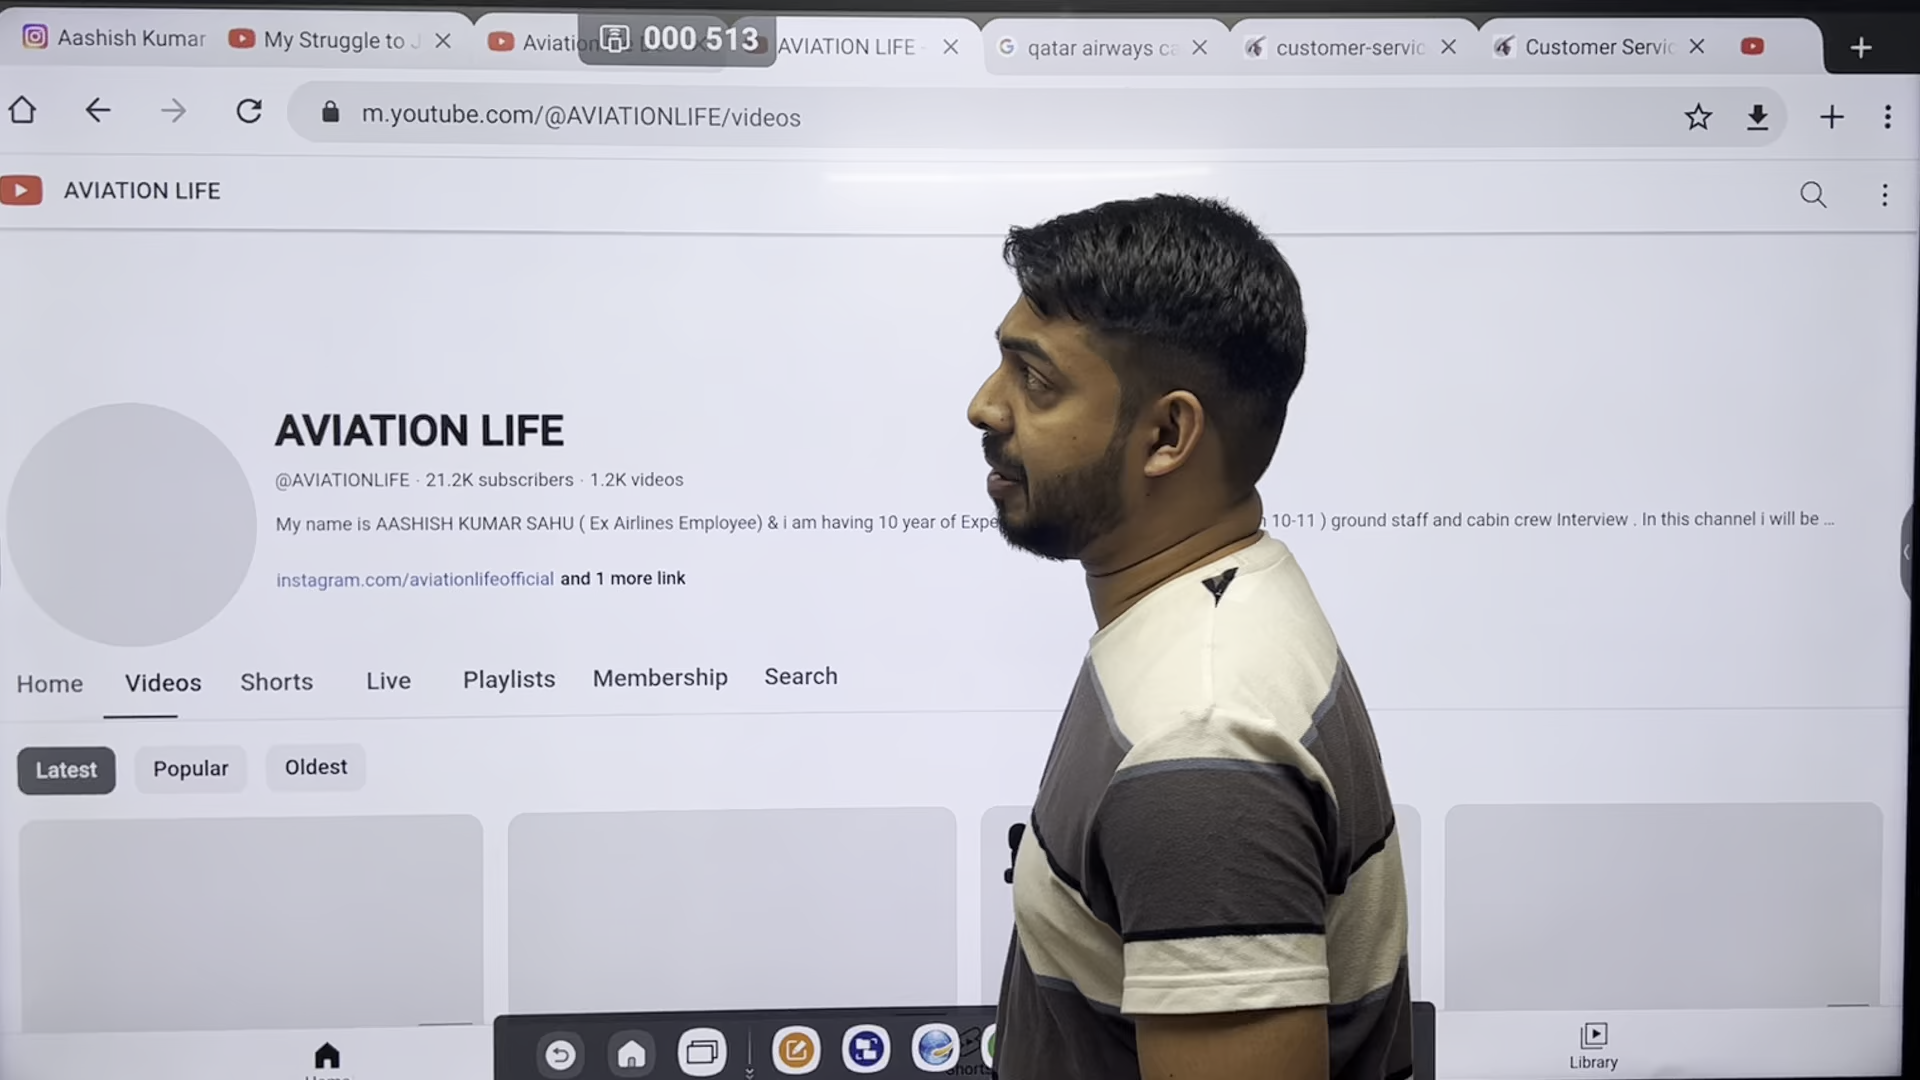 Aashish Kumar
My Struggle to J
Aviatio
000 513
AVIATION LIFE -
qatar airways ca
customer-servic
Customer Servic
m.youtube.com/@AVIATIONLIFE/videos
AVIATION LIFE
AVIATION LIFE
@AVIATIONLIFE · 21.2K subscribers · 1.2K videos
My name is AASHISH KUMAR SAHU ( Ex Airlines Employee) & i am having 10 year of Expe 10-11 ) ground staff and cabin crew Interview . In this channel i will be ...
instagram.com/aviationlifeofficial and 1 more link
Home Videos Shorts Live Playlists Membership Search
Latest Popular Oldest
Shorts
Library